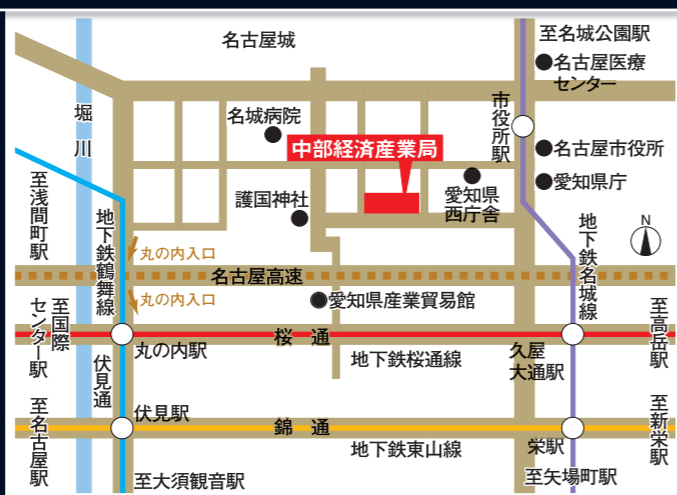 名古屋城
至名城公園駅
名古屋医療
センター
堀川
名城病院
市役所駅
中部経済産業局
名古屋市役所
愛知県庁
愛知県
西庁舎
護国神社
至浅間町駅
地下鉄鶴舞線
地下鉄名城線
N
丸の内入口
名古屋高速
丸の内入口
愛知県産業貿易館
至国際
センター駅
桜通
至高岳駅
丸の内駅
地下鉄桜通線
久屋
大通駅
伏見通
伏見駅
至名古屋駅
錦通
至新栄駅
地下鉄東山線
栄駅
至大須観音駅
至矢場町駅